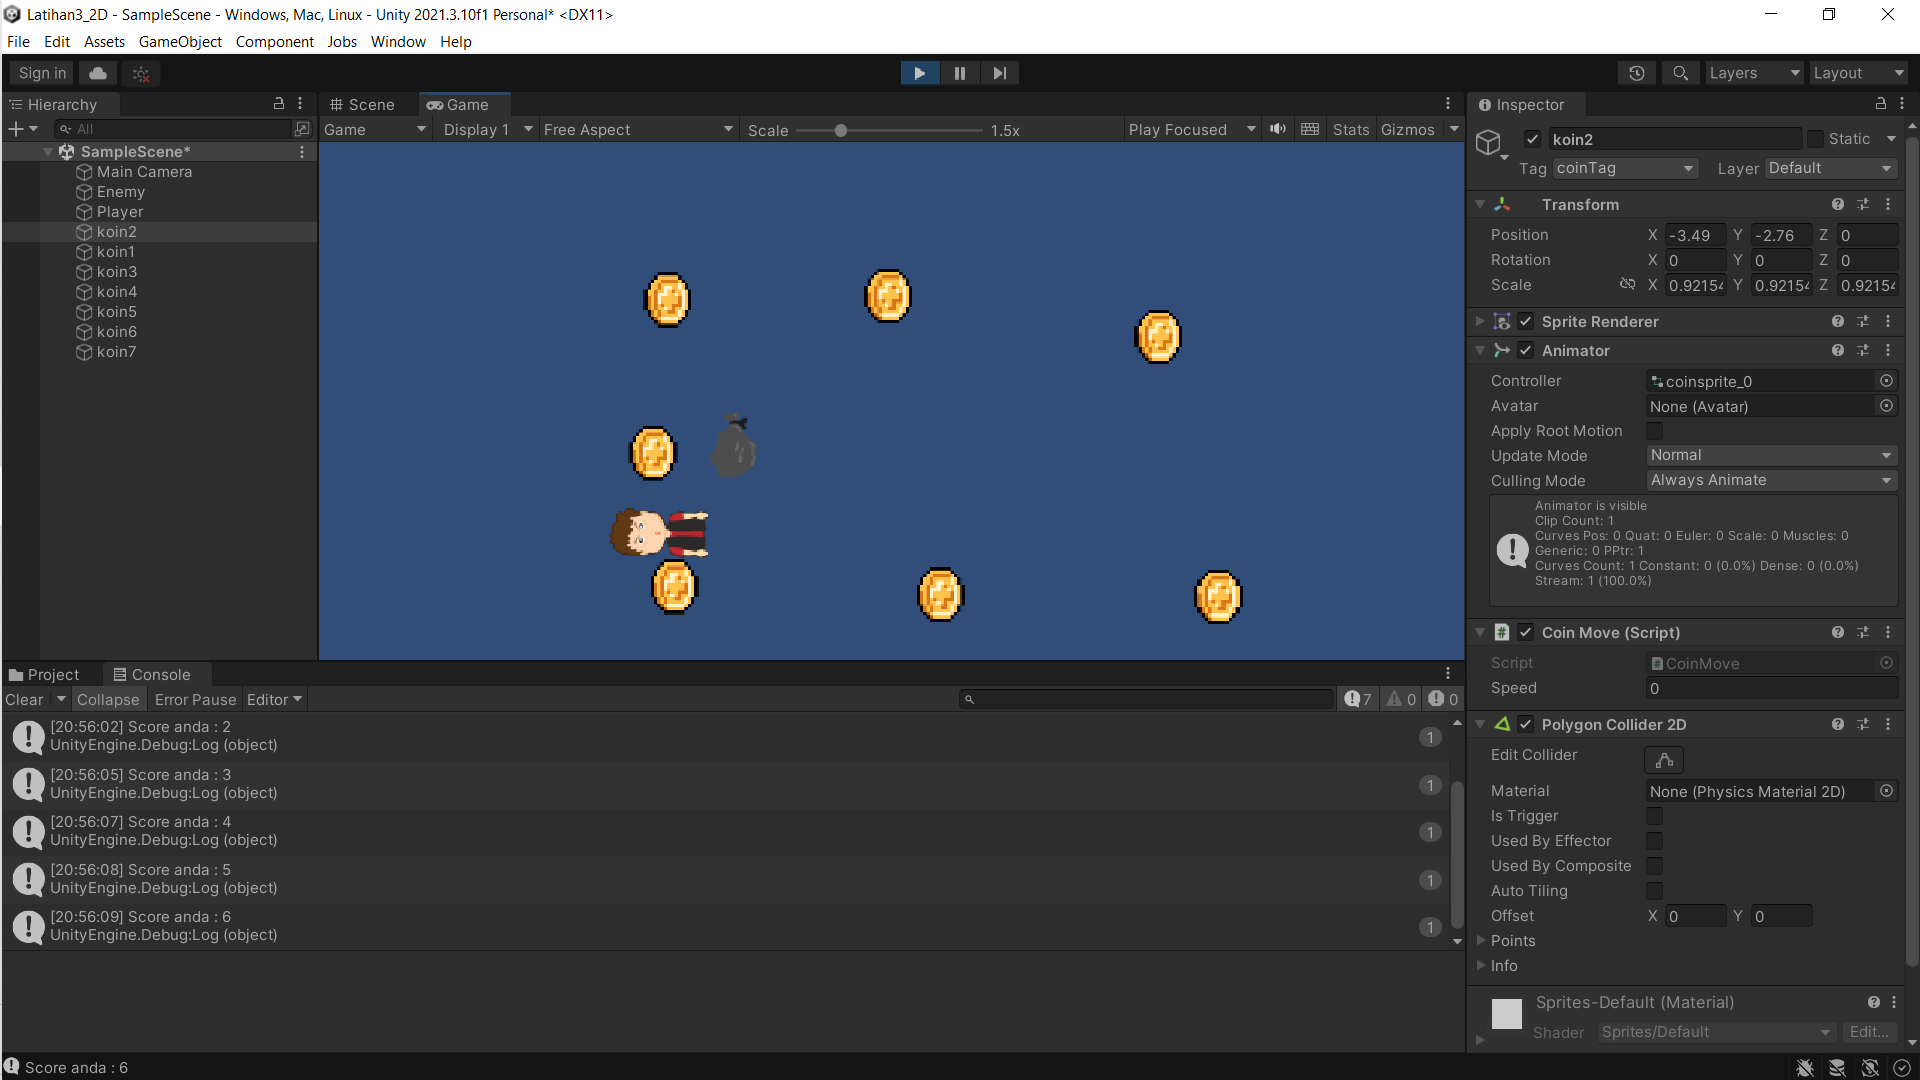 Latihan3_2D - SampleScene - Windows, Mac, Linux - Unity 2021.3.10f1 Personal* <DX11>
File Edit Assets GameObject Component Jobs Window Help
Sign in
Layers
Layout
Hierarchy
All
SampleScene*
Main Camera
Enemy
Player
koin2
koin1
koin3
koin4
koin5
koin6
koin7
Scene
Game
Game
Display 1
Free Aspect
Scale
1.5x
Play Focused
Stats
Gizmos
Project
Console
Clear
Collapse
Error Pause
Editor
7
0
0
[20:56:02] Score anda : 2
UnityEngine.Debug:Log (object)
1
[20:56:05] Score anda : 3
UnityEngine.Debug:Log (object)
1
[20:56:07] Score anda : 4
UnityEngine.Debug:Log (object)
1
[20:56:08] Score anda : 5
UnityEngine.Debug:Log (object)
1
[20:56:09] Score anda : 6
UnityEngine.Debug:Log (object)
1
Score anda : 6
Inspector
koin2
Static
Tag coinTag Layer Default
Transform
Position X -3.49 Y -2.76 Z 0
Rotation X 0 Y 0 Z 0
Scale X 0.92154 Y 0.92154 Z 0.92154
Sprite Renderer
Animator
Controller coinsprite_0
Avatar None (Avatar)
Apply Root Motion
Update Mode Normal
Culling Mode Always Animate
Animator is visible
Clip Count: 1
Curves Pos: 0 Quat: 0 Euler: 0 Scale: 0 Muscles: 0
Generic: 0 PPtr: 1
Curves Count: 1 Constant: 0 (0.0%) Dense: 0 (0.0%)
Stream: 1 (100.0%)
Coin Move (Script)
Script CoinMove
Speed 0
Polygon Collider 2D
Edit Collider
Material None (Physics Material 2D)
Is Trigger
Used By Effector
Used By Composite
Auto Tiling
Offset X 0 Y 0
Points
Info
Sprites-Default (Material)
Shader Sprites/Default Edit...